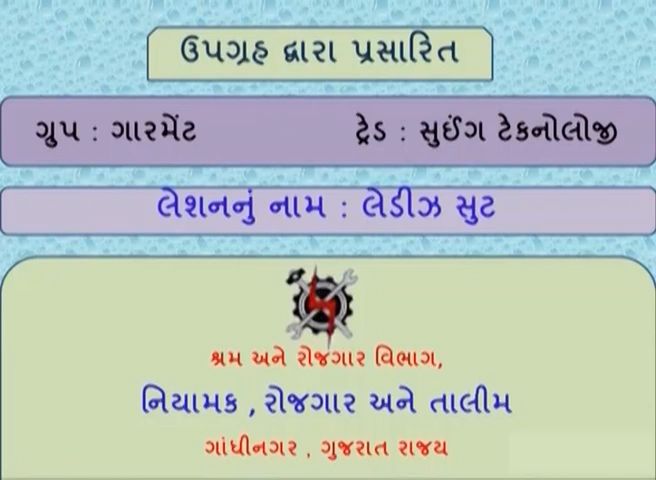 ઉપગ્રહ દ્વારા પ્રસારિત
ગ્રુપ : ગારમેંટ ટ્રેડ : સુઈંગ ટેકનોલોજી
લેશનનું નામ : લેડીઝ સુટ
શ્રમ અને રોજગાર વિભાગ,
નિયામક , રોજગાર અને તાલીમ
ગાંધીનગર , ગુજરાત રાજય